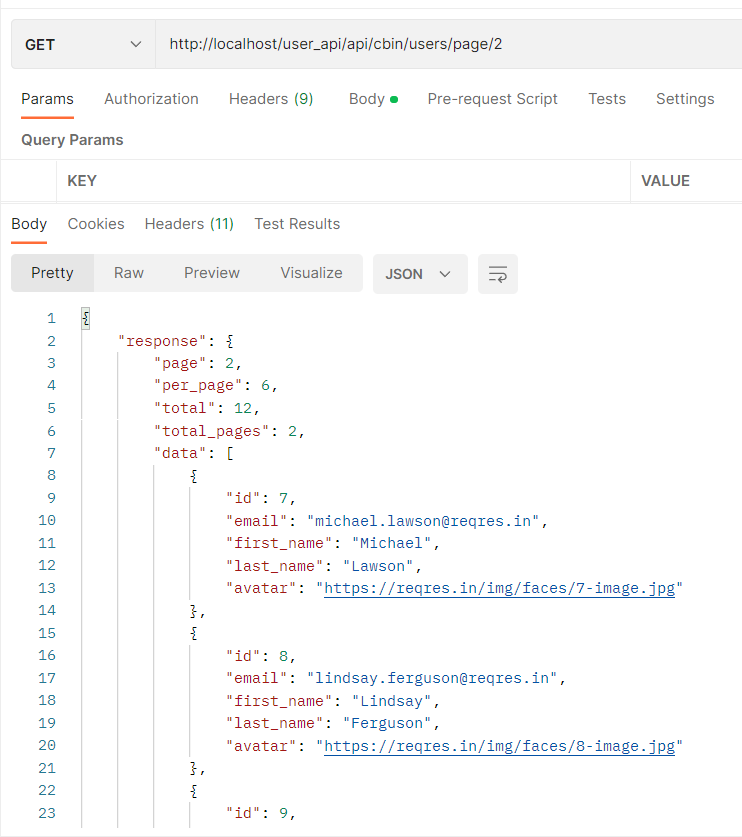 GET http://localhost/user_api/api/cbin/users/page/2
Params Authorization Headers (9) Body Pre-request Script Tests Settings
Query Params
KEY VALUE
Body Cookies Headers (11) Test Results
Pretty Raw Preview Visualize JSON
1 {
2 "response": {
3 "page": 2,
4 "per_page": 6,
5 "total": 12,
6 "total_pages": 2,
7 "data": [
8 {
9 "id": 7,
10 "email": "michael.lawson@reqres.in",
11 "first_name": "Michael",
12 "last_name": "Lawson",
13 "avatar": "https://reqres.in/img/faces/7-image.jpg"
14 },
15 {
16 "id": 8,
17 "email": "lindsay.ferguson@reqres.in",
18 "first_name": "Lindsay",
19 "last_name": "Ferguson",
20 "avatar": "https://reqres.in/img/faces/8-image.jpg"
21 },
22 {
23 "id": 9,